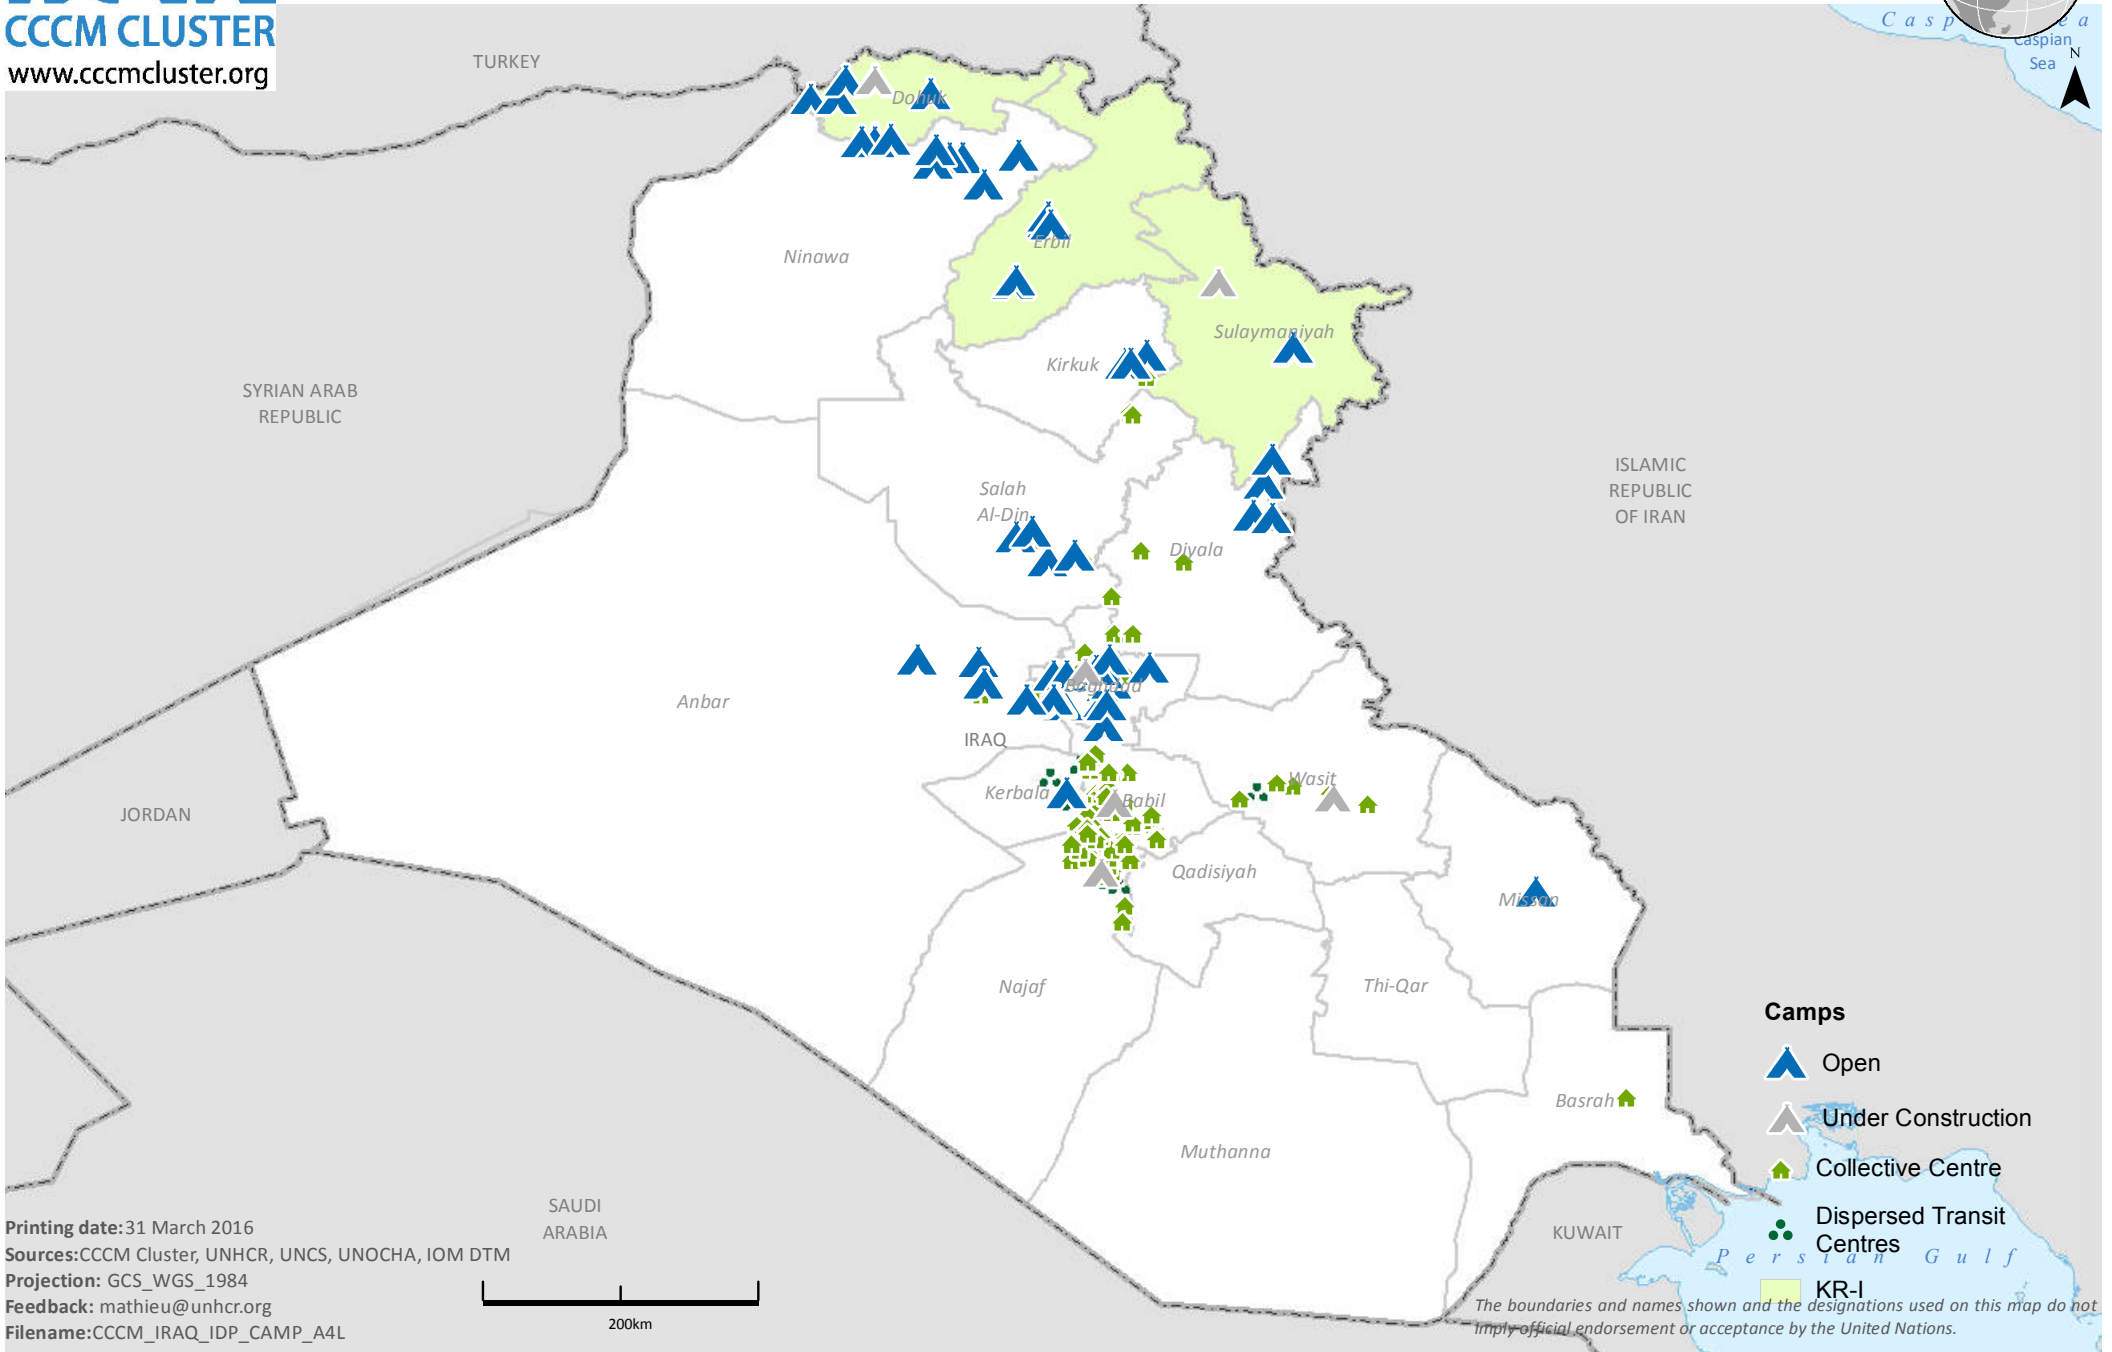 CCCM CLUSTER
www.cccmcluster.org
TURKEY
Casp
ea
Caspian
Sea
N
Dohuk
Ninawa
Erbil
Sulaymaniyah
Kirkuk
SYRIAN ARAB
REPUBLIC
ISLAMIC
REPUBLIC
OF IRAN
Salah
Al-Din
Diyala
Baghdad
Anbar
IRAQ
Kerbala
Babil
Wasit
JORDAN
Qadisiyah
Missan
Najaf
Thi-Qar
Basrah
Muthanna
SAUDI
ARABIA
KUWAIT
Persian Gulf
Camps
Open
Under Construction
Collective Centre
Dispersed Transit
Centres
KR-I
Printing date:31 March 2016
Sources:CCCM Cluster, UNHCR, UNCS, UNOCHA, IOM DTM
Projection: GCS_WGS_1984
Feedback: mathieu@unhcr.org
Filename:CCCM_IRAQ_IDP_CAMP_A4L
200km
The boundaries and names shown and the designations used on this map do not
imply official endorsement or acceptance by the United Nations.